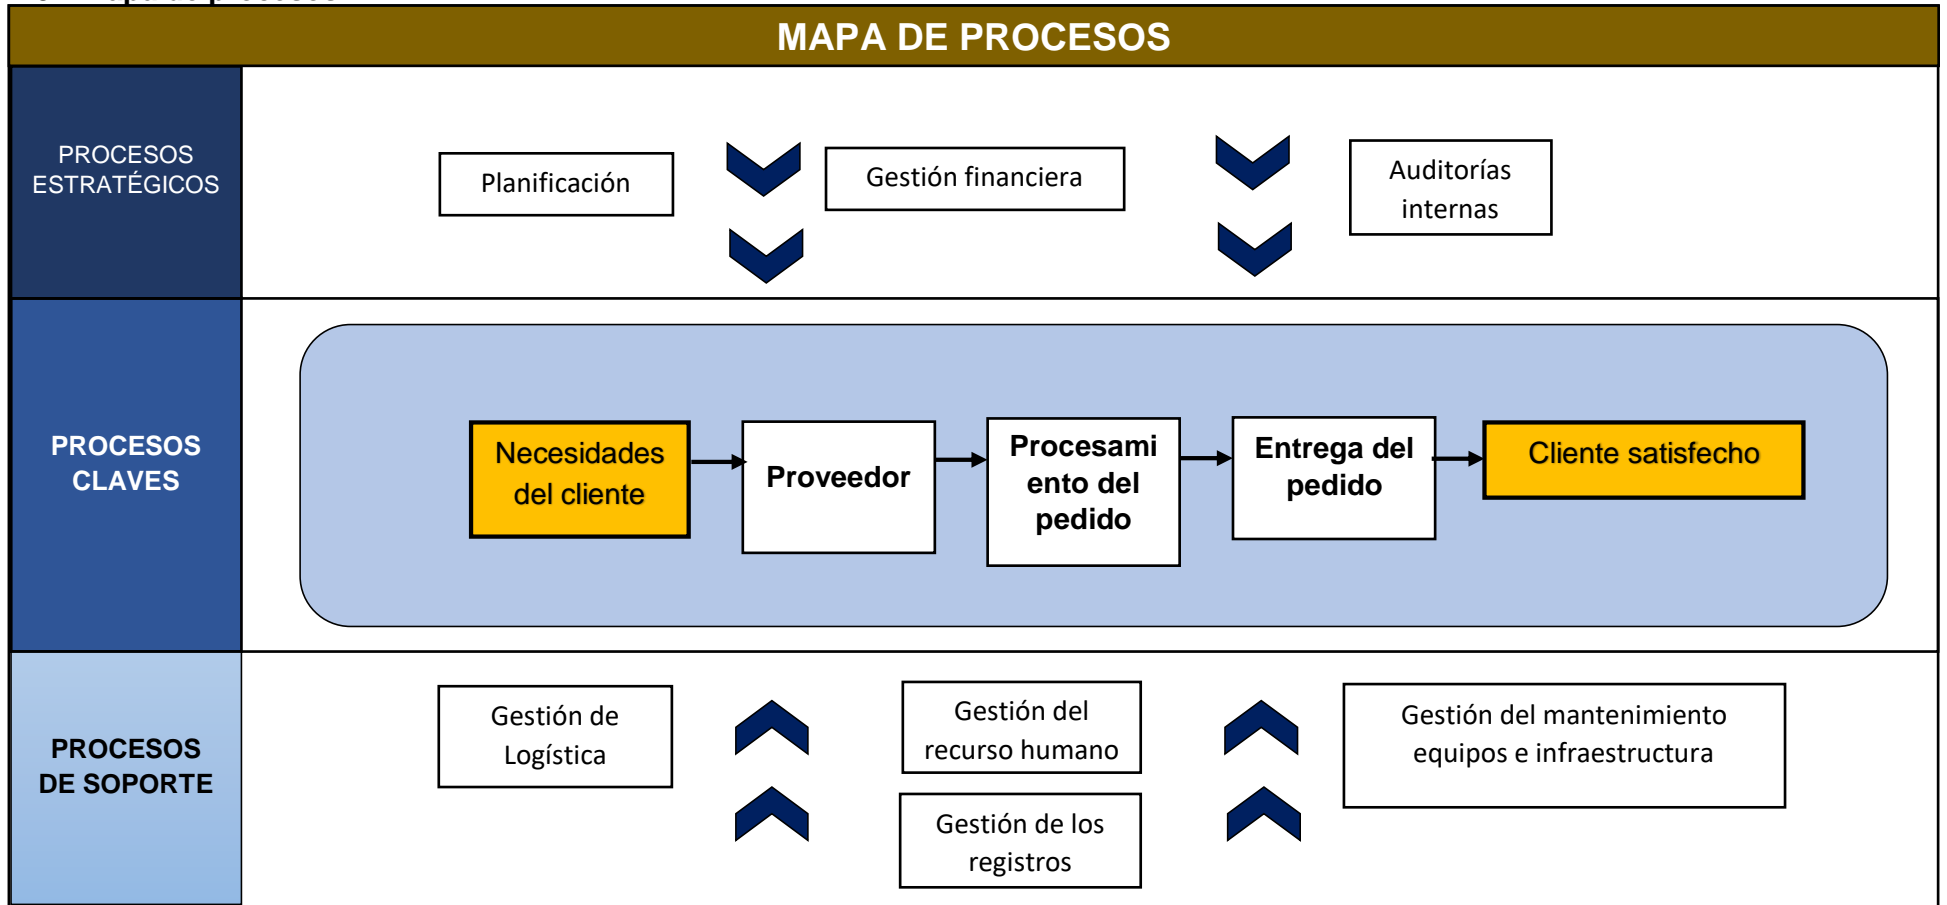 MAPA DE PROCESOS
PROCESOS
ESTRATÉGICOS
Planificación
Gestión financiera
Auditorías
internas
PROCESOS
CLAVES
Necesidades
del cliente
Proveedor
Procesami
ento del
pedido
Entrega del
pedido
Cliente satisfecho
PROCESOS
DE SOPORTE
Gestión de
Logística
Gestión del
recurso humano
Gestión de los
registros
Gestión del mantenimiento
equipos e infraestructura